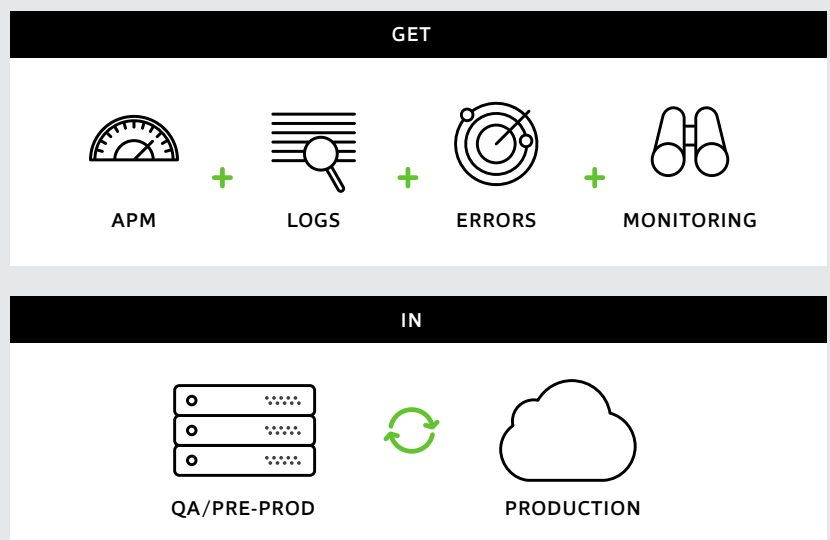 GET
APM
LOGS
ERRORS
MONITORING
IN
QA/PRE-PROD
PRODUCTION